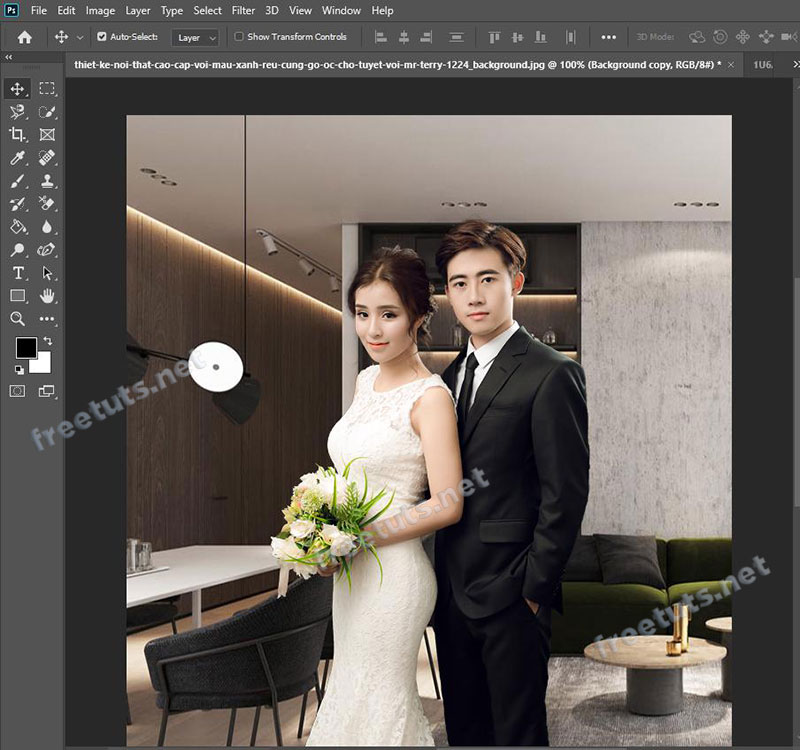 Ps File Edit Image Layer Type Select Filter 3D View Window Help
Auto-Select: Layer Show Transform Controls 3D Mode:
thiet-ke-noi-that-cao-cap-voi-mau-xanh-reu-cung-go-oc-cho-tuyet-voi-mr-terry-1224_background.jpg @ 100% (Background copy, RGB/8#) * × 1U6
T
freetuts.net
freetuts.net
freetuts.net